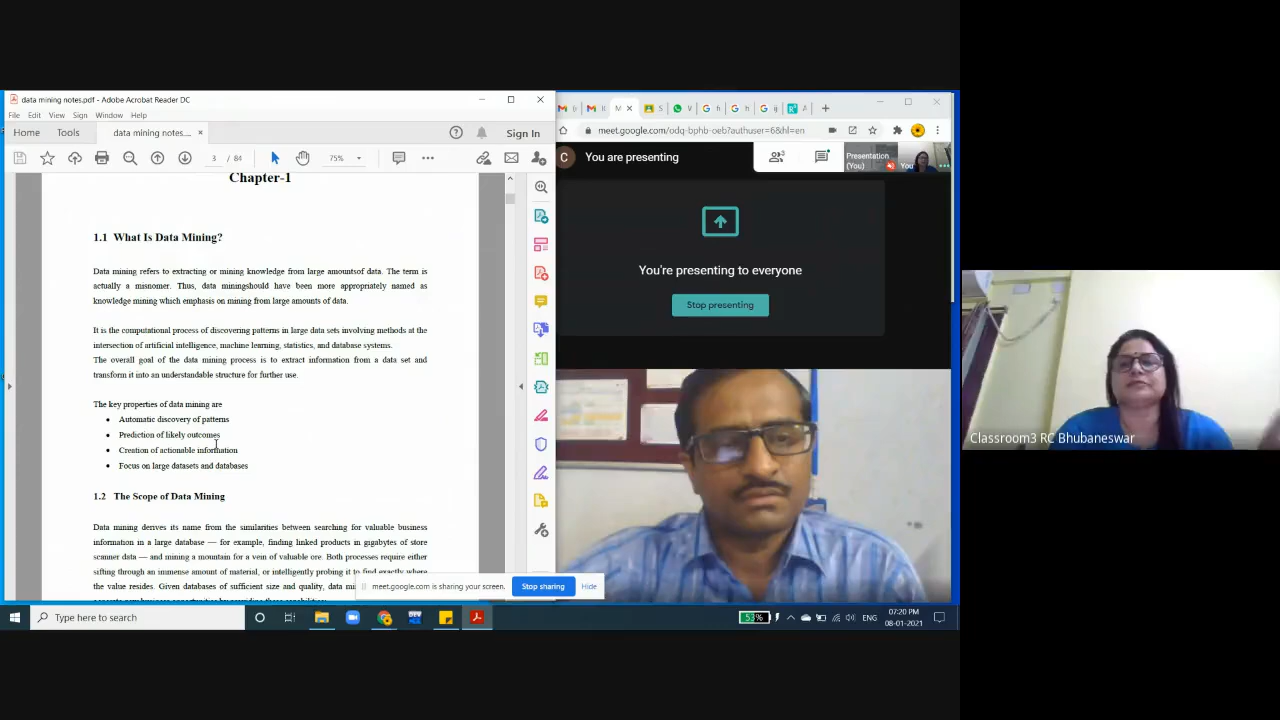 data mining notes.pdf - Adobe Acrobat Reader DC
File Edit View Sign Window Help
Home Tools data mining notes.... × Sign In
3 / 84 75%
Chapter-1
1.1 What Is Data Mining?
Data mining refers to extracting or mining knowledge from large amountsof data. The term is
actually a misnomer. Thus, data miningshould have been more appropriately named as
knowledge mining which emphasis on mining from large amounts of data.
It is the computational process of discovering patterns in large data sets involving methods at the
intersection of artificial intelligence, machine learning, statistics, and database systems.
The overall goal of the data mining process is to extract information from a data set and
transform it into an understandable structure for further use.
The key properties of data mining are
• Automatic discovery of patterns
• Prediction of likely outcomes
• Creation of actionable information
• Focus on large datasets and databases
1.2 The Scope of Data Mining
Data mining derives its name from the similarities between searching for valuable business
information in a large database — for example, finding linked products in gigabytes of store
scanner data — and mining a mountain for a vein of valuable ore. Both processes require either
sifting through an immense amount of material, or intelligently probing it to find exactly where
the value resides. Given databases of sufficient size and quality, data
meet.google.com is sharing your screen. Stop sharing Hide
meet.google.com/odq-bphb-oeb?authuser=6&hl=en
C You are presenting
3
Presentation
(You)
You
You're presenting to everyone
Stop presenting
Classroom3 RC Bhubaneswar
Type here to search
53%
ENG
07:20 PM
08-01-2021